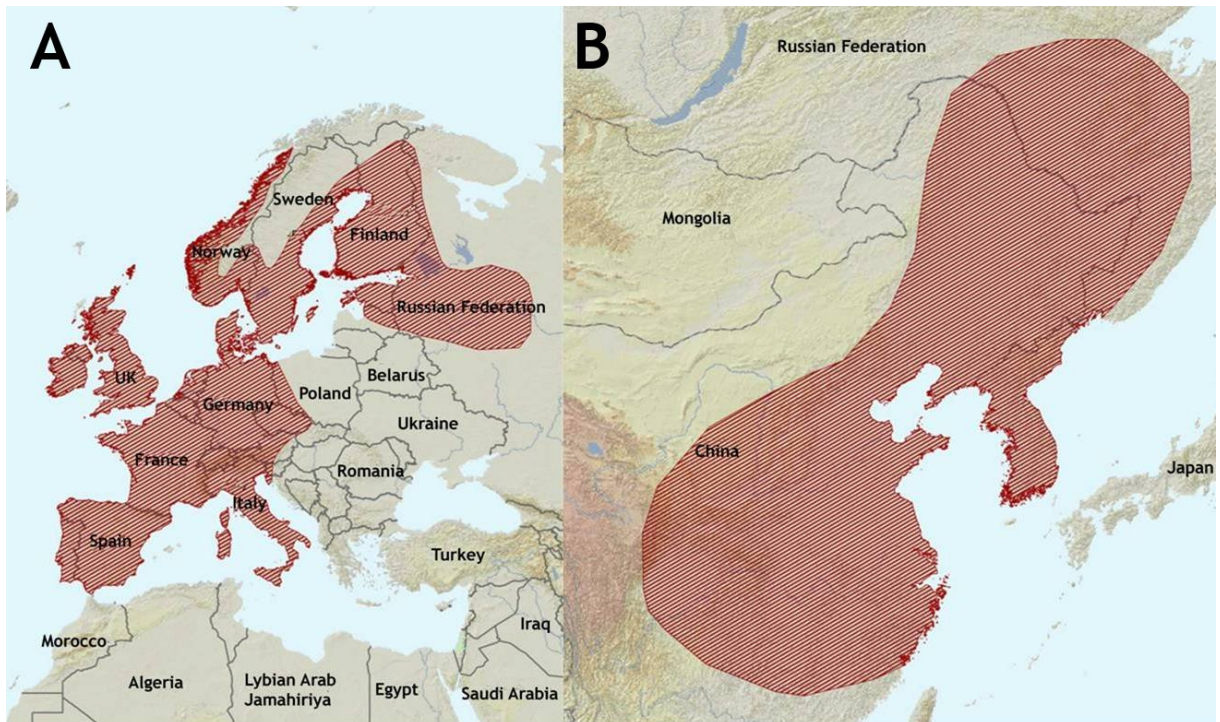 A
Sweden
Finland
Norway
Russian Federation
UK
Poland
Belarus
Germany
Ukraine
France
Romania
Italy
Spain
Turkey
Morocco
Iraq
Algeria
Lybian Arab
Jamahiriya
Egypt
Saudi Arabia
B
Russian Federation
Mongolia
China
Japan